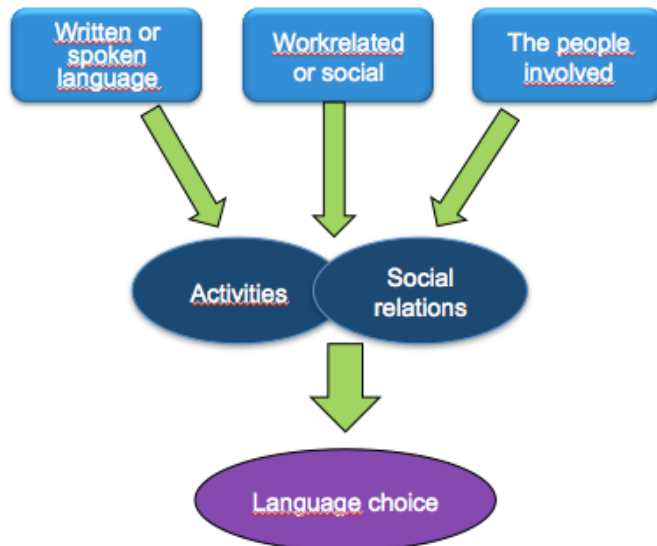 Written or
spoken
language
Workrelated
or social
The people
involved
Activities
Social
relations
Language choice